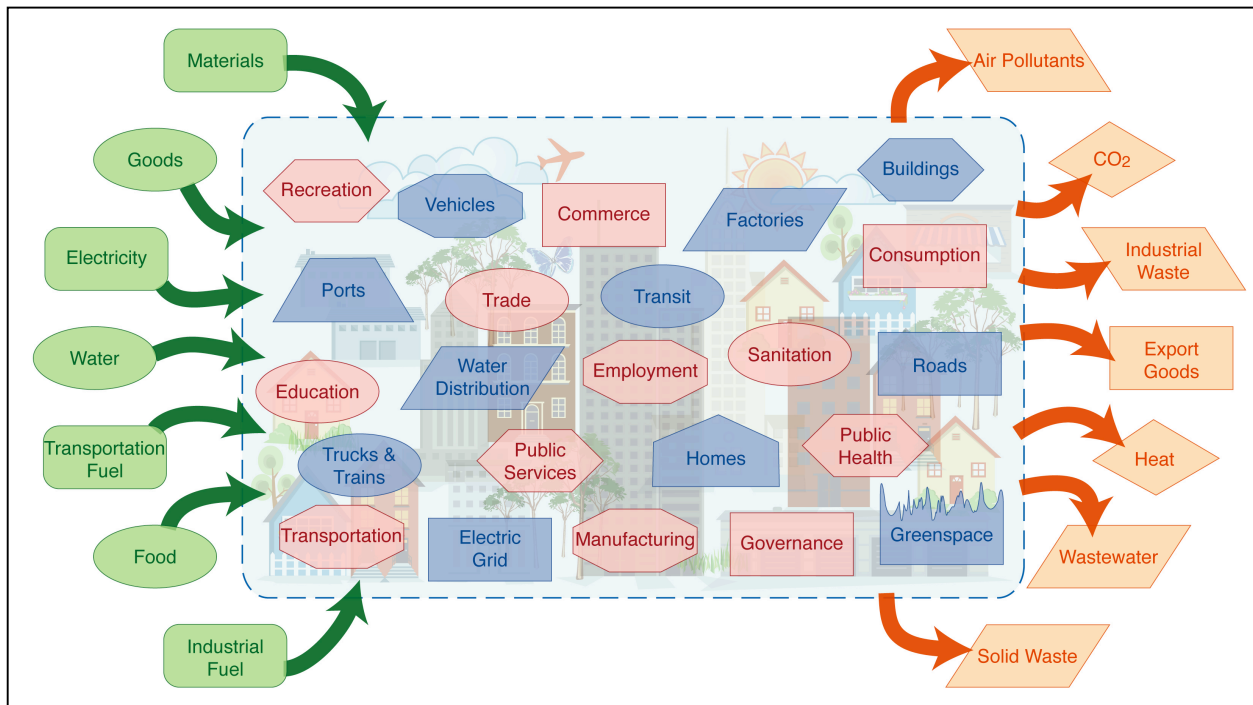 Materials
Goods
Electricity
Water
Transportation
Fuel
Food
Industrial
Fuel
Recreation
Vehicles
Commerce
Factories
Buildings
Consumption
Ports
Trade
Transit
Education
Water
Distribution
Employment
Sanitation
Roads
Trucks &
Trains
Public
Services
Homes
Public
Health
Transportation
Electric
Grid
Manufacturing
Governance
Greenspace
Air Pollutants
CO₂
Industrial
Waste
Export
Goods
Heat
Wastewater
Solid Waste